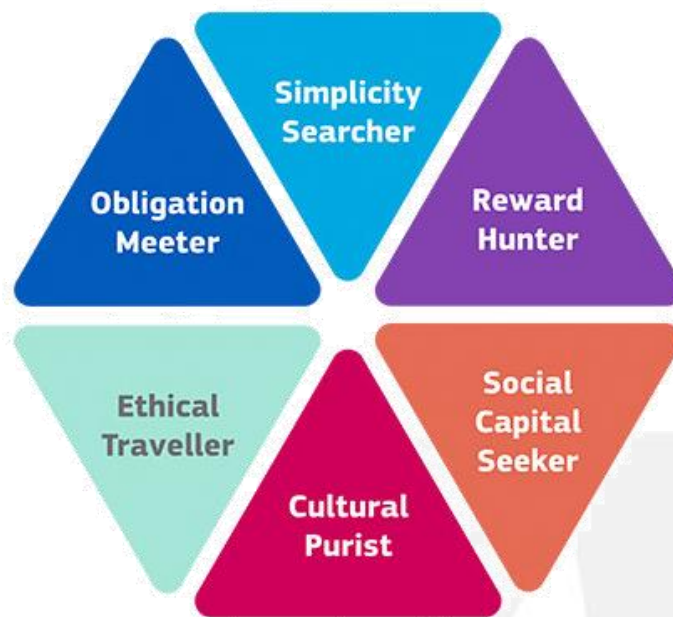 Simplicity
Searcher
Obligation
Meeter
Reward
Hunter
Ethical
Traveller
Social
Capital
Seeker
Cultural
Purist